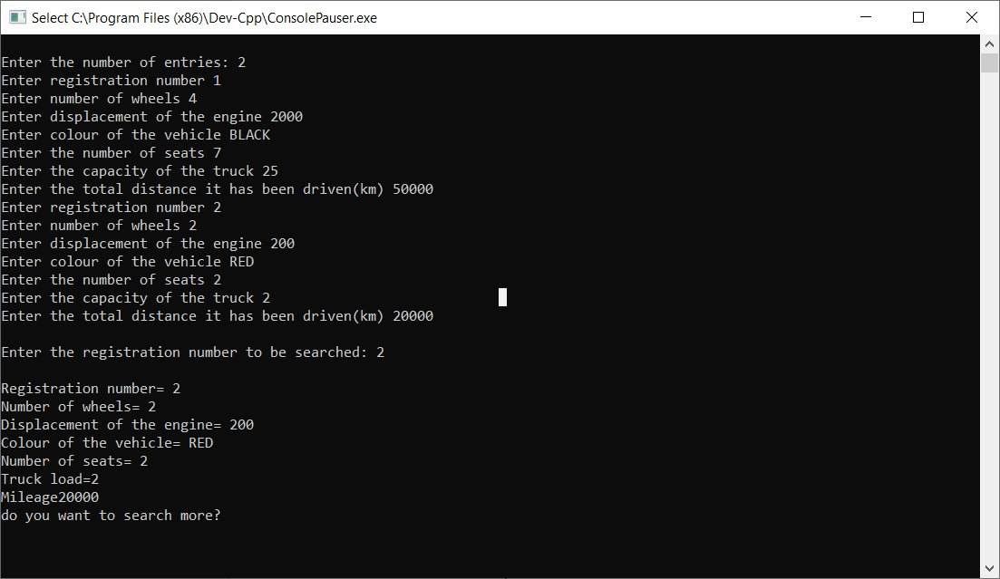 Select C:\Program Files (x86)\Dev-Cpp\ConsolePauser.exe
Enter the number of entries: 2
Enter registration number 1
Enter number of wheels 4
Enter displacement of the engine 2000
Enter colour of the vehicle BLACK
Enter the number of seats 7
Enter the capacity of the truck 25
Enter the total distance it has been driven(km) 50000
Enter registration number 2
Enter number of wheels 2
Enter displacement of the engine 200
Enter colour of the vehicle RED
Enter the number of seats 2
Enter the capacity of the truck 2
Enter the total distance it has been driven(km) 20000
Enter the registration number to be searched: 2
Registration number= 2
Number of wheels= 2
Displacement of the engine= 200
Colour of the vehicle= RED
Number of seats= 2
Truck load=2
Mileage20000
do you want to search more?